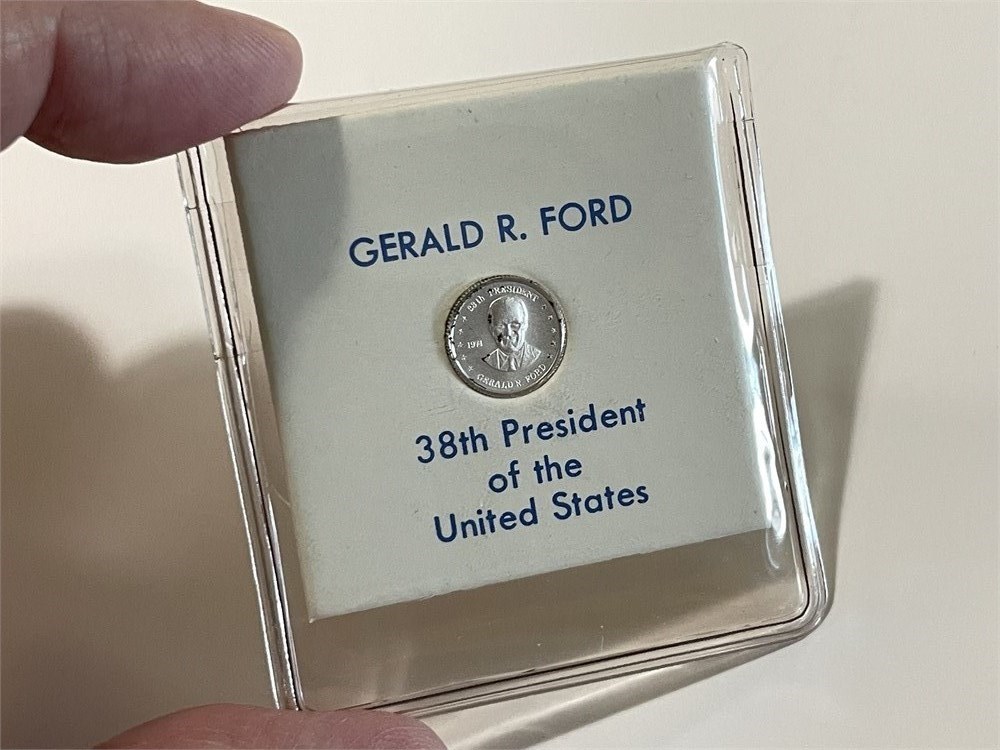 GERALD R. FORD
38th PRESIDENT
1974
GERALD R FORD
38th President
of the
United States